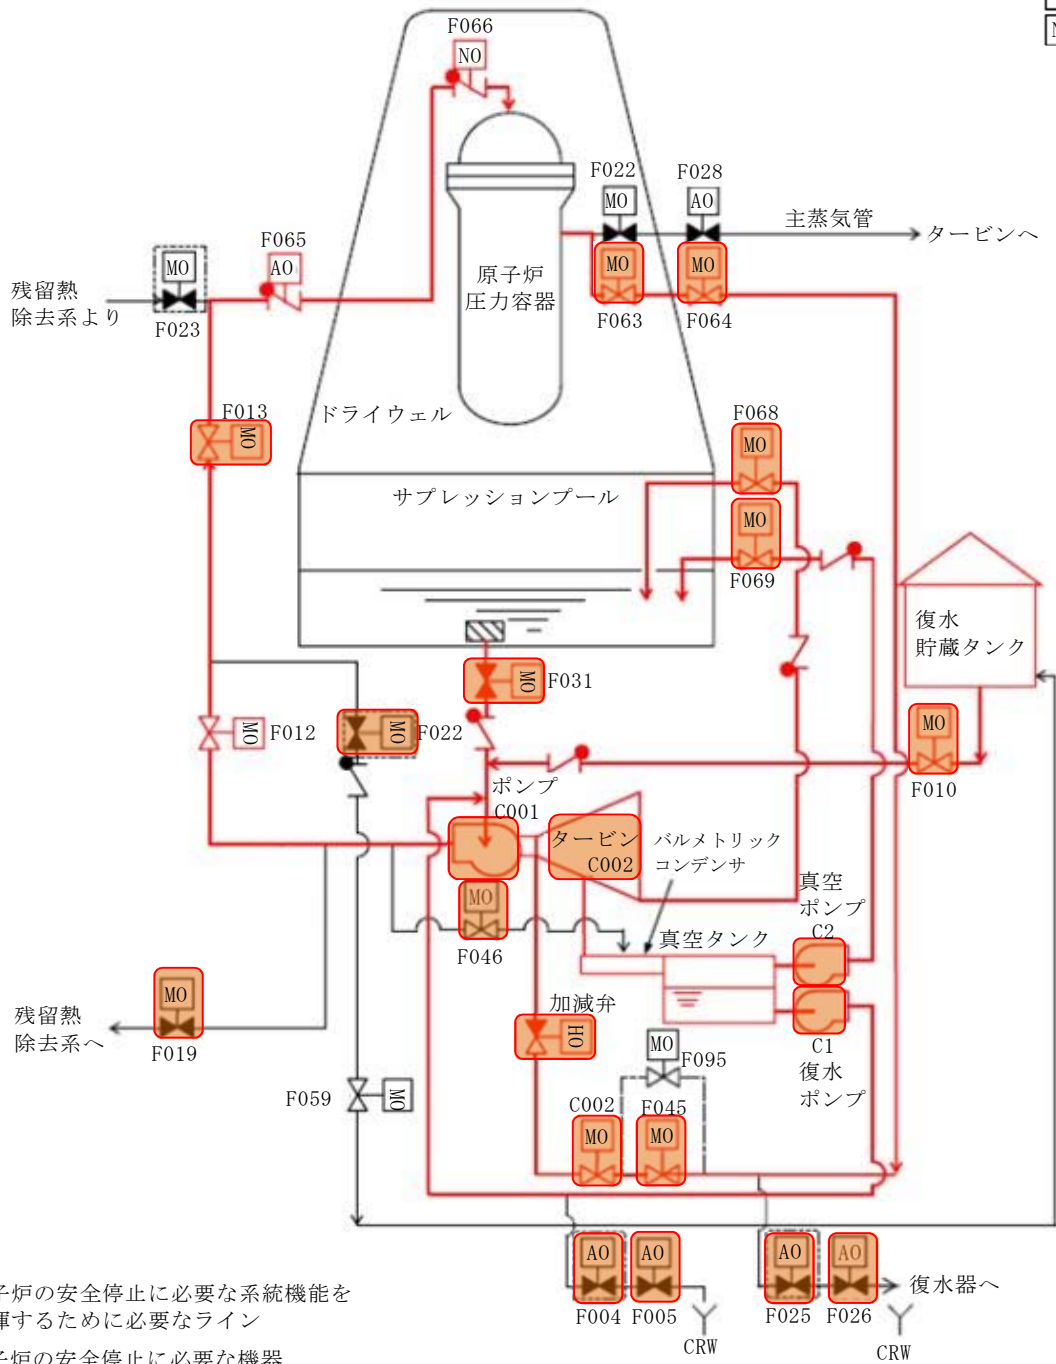 F066
NO
N
F022
F028
MO
AO
主蒸気管
タービンへ
F065
AO
MO
残留熱
除去系より
F023
原子炉
圧力容器
MO
MO
F063
F064
F013
MO
ドライウェル
F068
MO
サプレッションプール
MO
F069
復水
貯蔵タンク
MO
F031
F012
MO
MO
F022
MO
F010
ポンプ
C001
タービン
C002
バルメトリック
コンデンサ
MO
F046
真空
ポンプ
C2
真空タンク
残留熱
除去系へ
MO
F019
加減弁
HO
C1
復水
ポンプ
MO
F095
F059
MO
C002
F045
MO
MO
AO
AO
F004
F005
CRW
AO
AO
F025
F026
復水器へ
CRW
子炉の安全停止に必要な系統機能を
揮するために必要なライン
子炉の安全停止に必要な機器